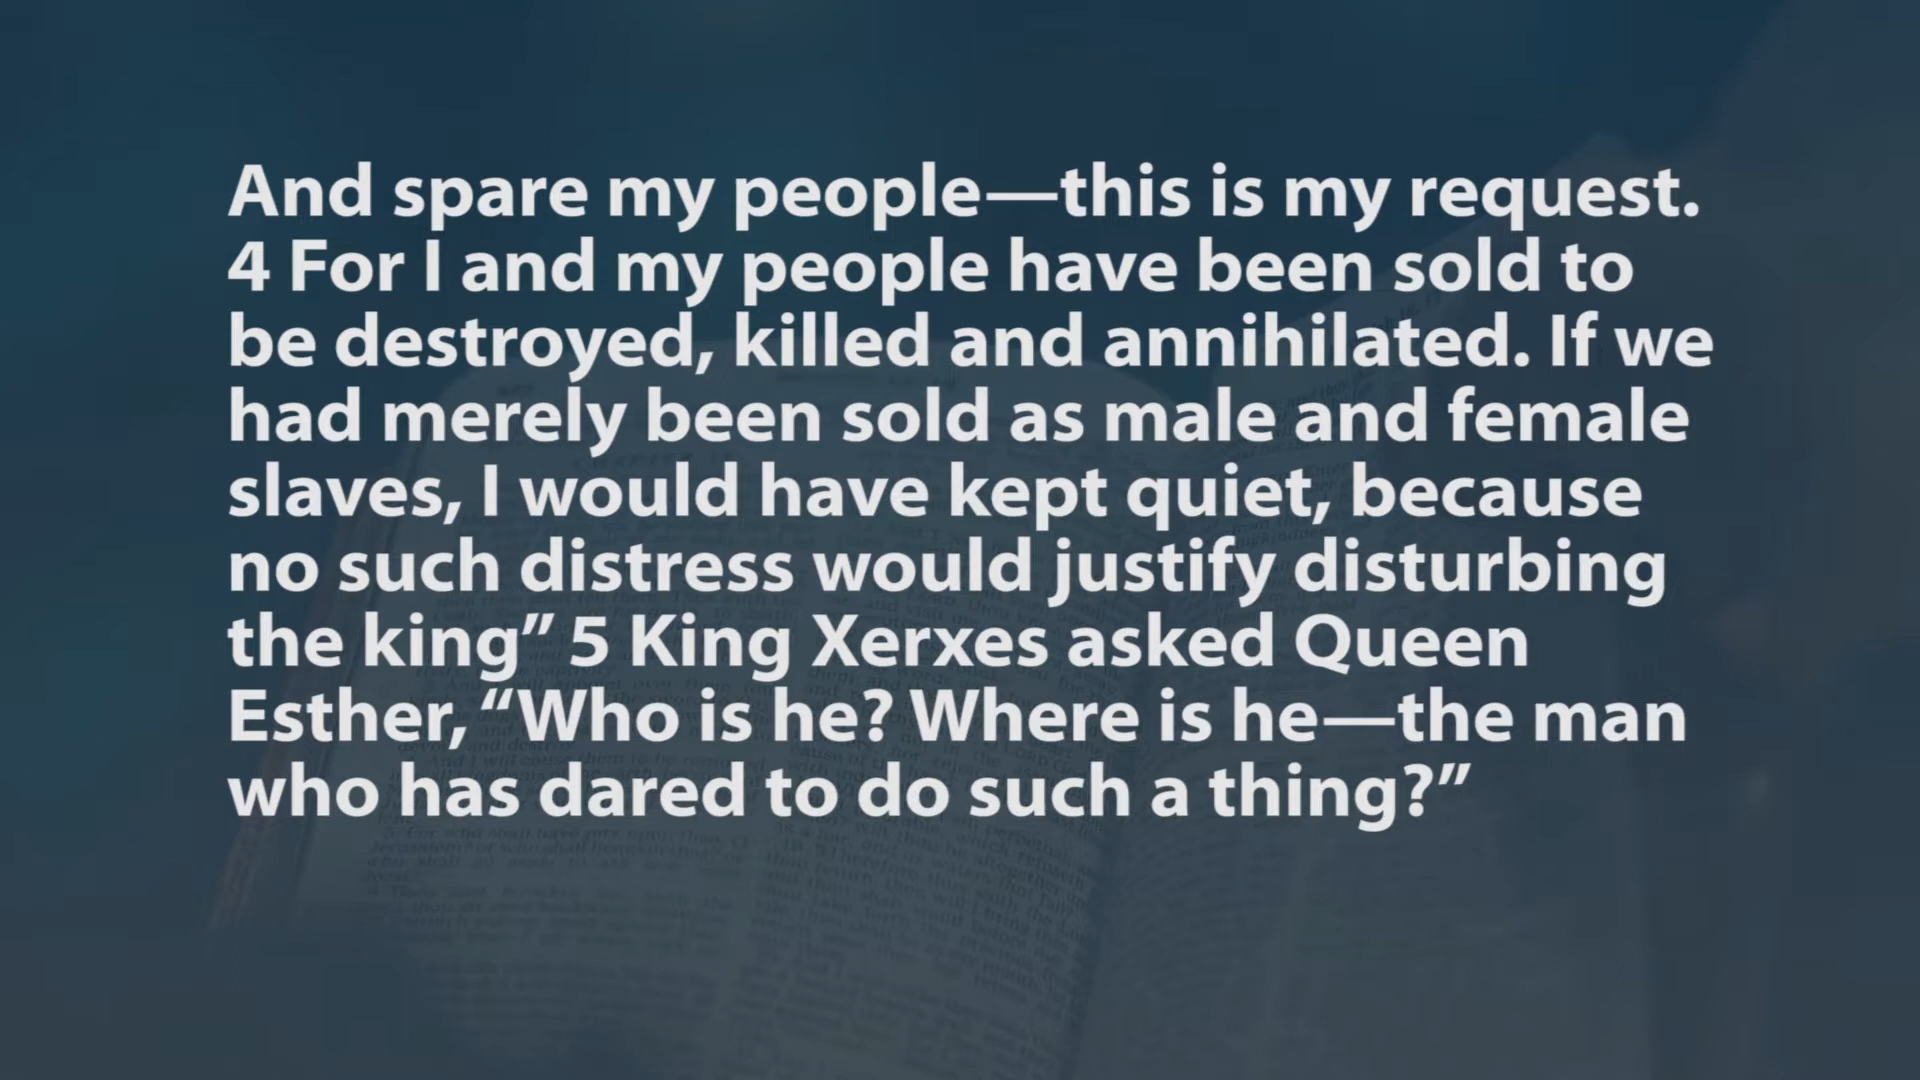 And spare my people—this is my request.
4 For I and my people have been sold to
be destroyed, killed and annihilated. If we
had merely been sold as male and female
slaves, I would have kept quiet, because
no such distress would justify disturbing
the king” 5 King Xerxes asked Queen
Esther, “Who is he? Where is he—the man
who has dared to do such a thing?”